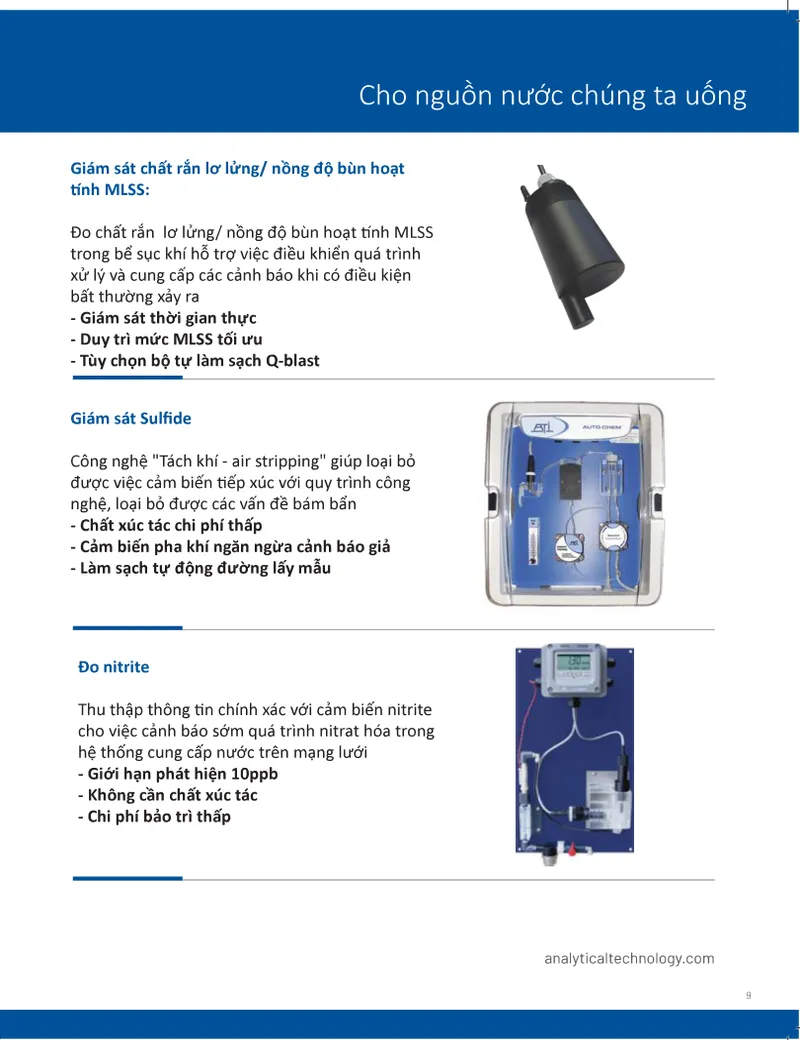 Cho nguồn nước chúng ta uống
Giám sát chất rắn lơ lửng/ nồng độ bùn hoạt
tính MLSS:
Đo chất rắn lơ lửng/ nồng độ bùn hoạt tính MLSS
trong bể sục khí hỗ trợ việc điều khiển quá trình
xử lý và cung cấp các cảnh báo khi có điều kiện
bất thường xảy ra
- Giám sát thời gian thực
- Duy trì mức MLSS tối ưu
- Tùy chọn bộ tự làm sạch Q-blast
Giám sát Sulfide
Công nghệ "Tách khí - air stripping" giúp loại bỏ
được việc cảm biến tiếp xúc với quy trình công
nghệ, loại bỏ được các vấn đề bám bẩn
- Chất xúc tác chi phí thấp
- Cảm biến pha khí ngăn ngừa cảnh báo giả
- Làm sạch tự động đường lấy mẫu
ATI
AUTO-CHEM
Đo nitrite
Thu thập thông tin chính xác với cảm biến nitrite
cho việc cảnh báo sớm quá trình nitrat hóa trong
hệ thống cung cấp nước trên mạng lưới
- Giới hạn phát hiện 10ppb
- Không cần chất xúc tác
- Chi phí bảo trì thấp
analyticaltechnology.com
9